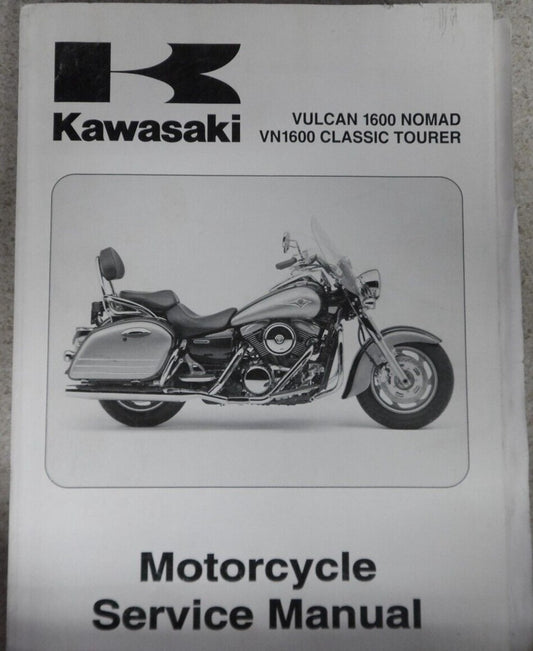 Kawasaki
VULCAN 1600 NOMAD
VN1600 CLASSIC TOURER
Motorcycle
Service Manual